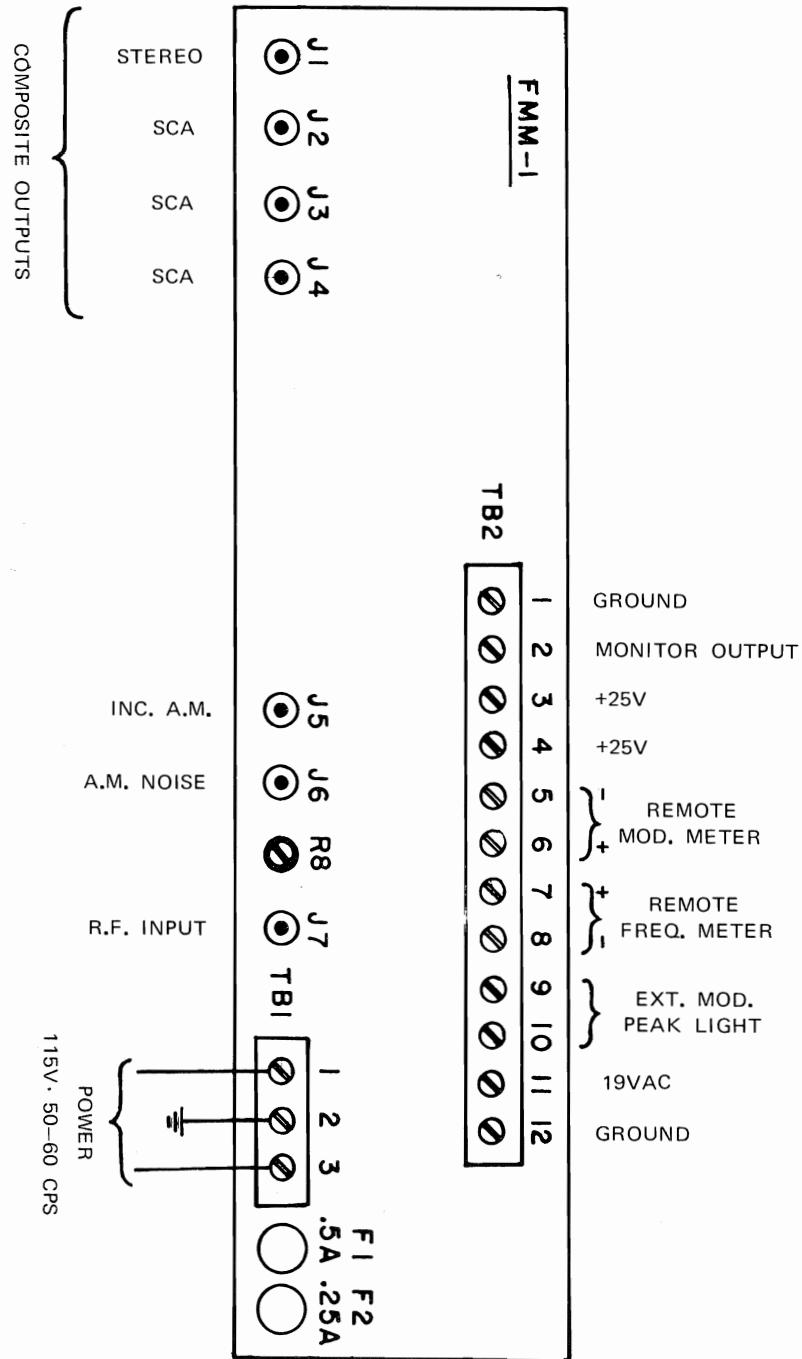 COMPOSITE OUTPUTS
STEREO
J1
SCA
J2
SCA
J3
SCA
J4
FMM-1
TB2
1 GROUND
2 MONITOR OUTPUT
3 +25V
4 +25V
5 -
REMOTE
MOD. METER
6 +
7 +
REMOTE
FREQ. METER
8 -
9
EXT. MOD.
PEAK LIGHT
10
11 19VAC
12 GROUND
INC. A.M.
J5
A.M. NOISE
J6
R8
R.F. INPUT
J7
TB1
1
2
3
POWER
115V· 50–60 CPS
F1 F2
.5A .25A